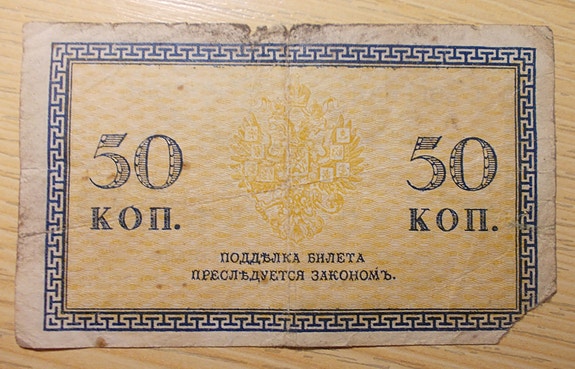 50 50
КОП. КОП.
ПОДДѢЛКА БИЛЕТА
ПРЕСЛѢДУЕТСЯ ЗАКОНОМЪ.